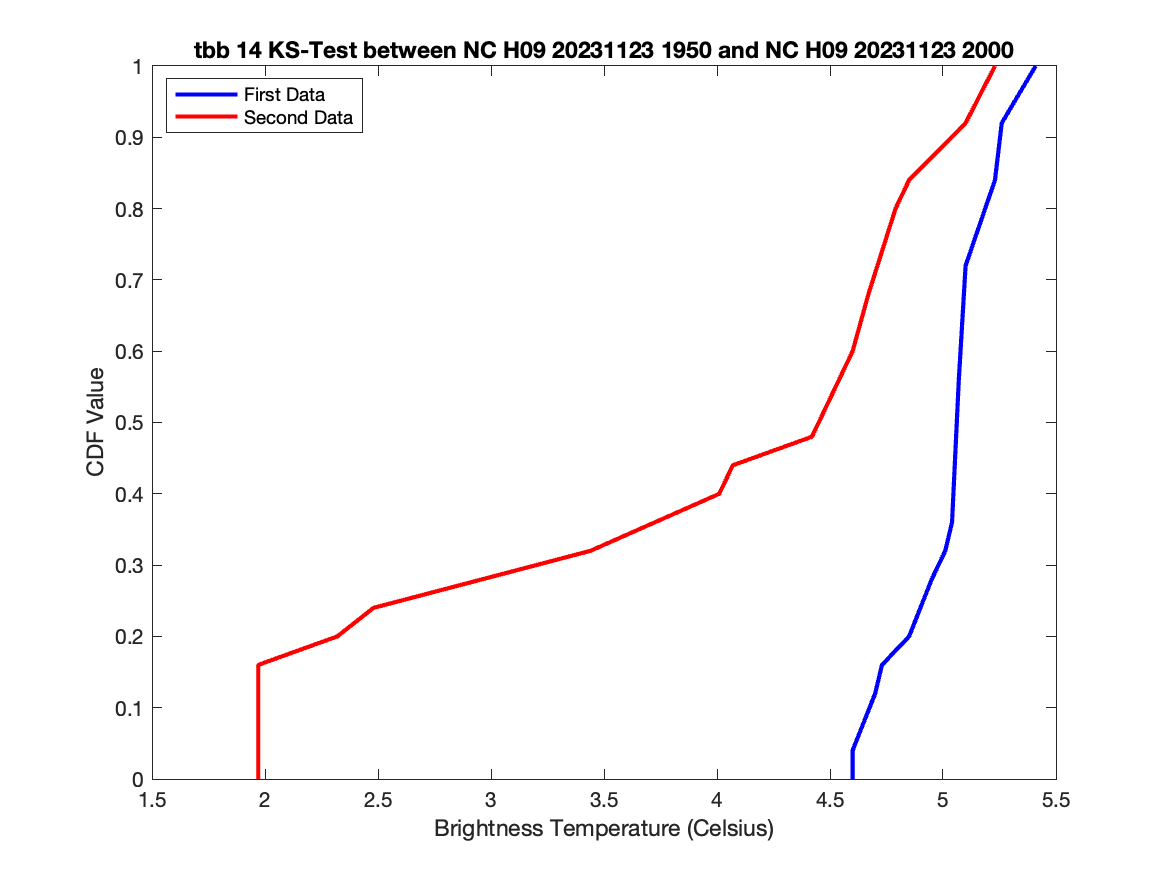 tbb 14 KS-Test between NC H09 20231123 1950 and NC H09 20231123 2000
First Data
Second Data
1
0.9
0.8
0.7
0.6
0.5
0.4
0.3
0.2
0.1
0
CDF Value
1.5 2 2.5 3 3.5 4 4.5 5 5.5
Brightness Temperature (Celsius)